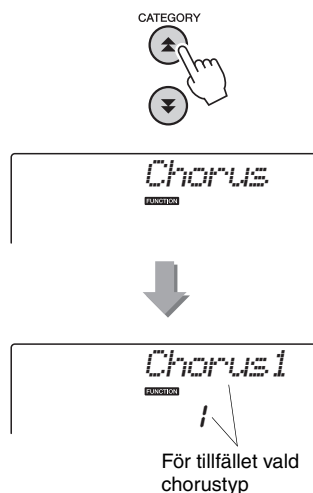 CATEGORY
Chorus
FUNCTION
Chorus1
FUNCTION
1
För tillfället vald
chorustyp